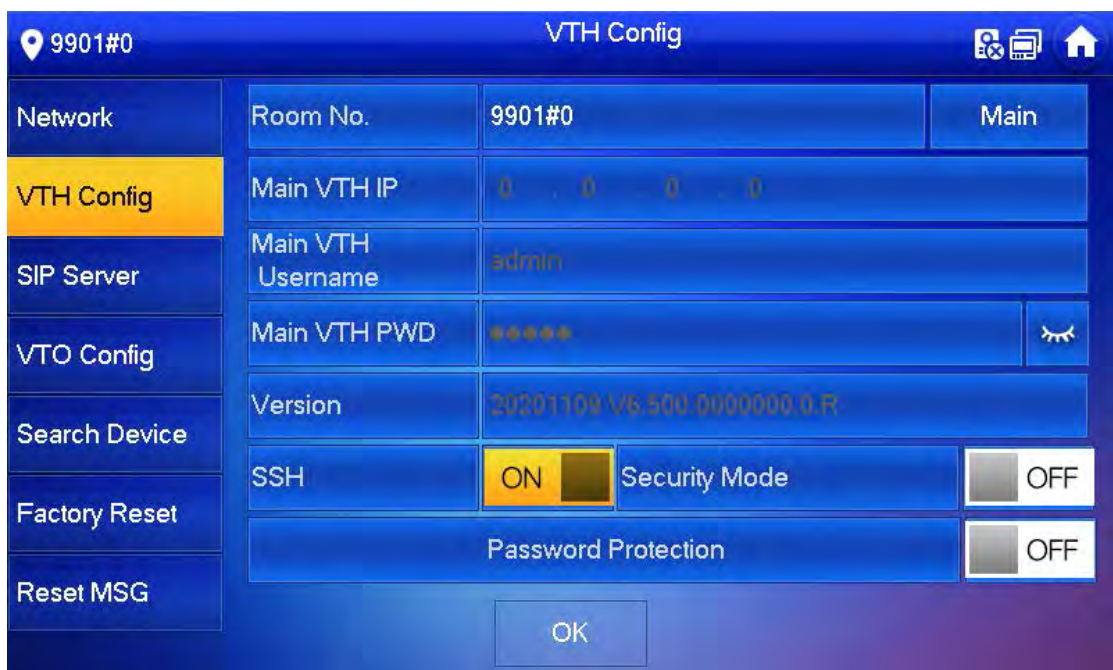 9901#0
VTH Config
Network
VTH Config
SIP Server
VTO Config
Search Device
Factory Reset
Reset MSG
Room No. 9901#0 Main
Main VTH IP 0 . 0 . 0 . 0
Main VTH
Username admin
Main VTH PWD
Version 20201109 V6.500.0000000.0.R
SSH ON Security Mode OFF
Password Protection OFF
OK